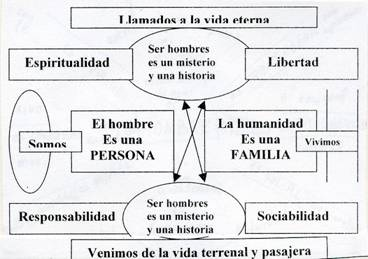 Llamados a la vida eterna
Ser hombres
es un misterio
y una historia
Espiritualidad
Libertad
El hombre
Es una
PERSONA
La humanidad
Es una
FAMILIA
Somos
Vivimos
Ser hombres
es un misterio
y una historia
Responsabilidad
Sociabilidad
Venimos de la vida terrenal y pasajera